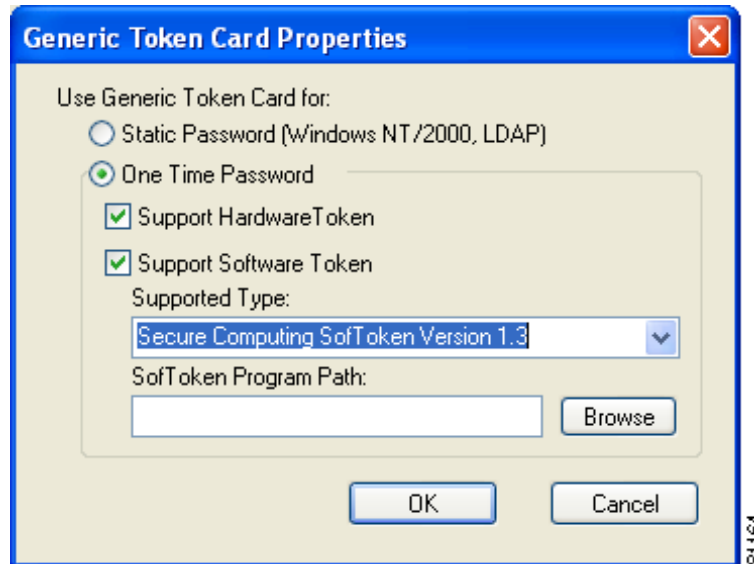 Generic Token Card Properties
Use Generic Token Card for:
Static Password (Windows NT/2000, LDAP)
One Time Password
Support HardwareToken
Support Software Token
Supported Type:
Secure Computing SofToken Version 1.3
SofToken Program Path:
Browse
OK
Cancel